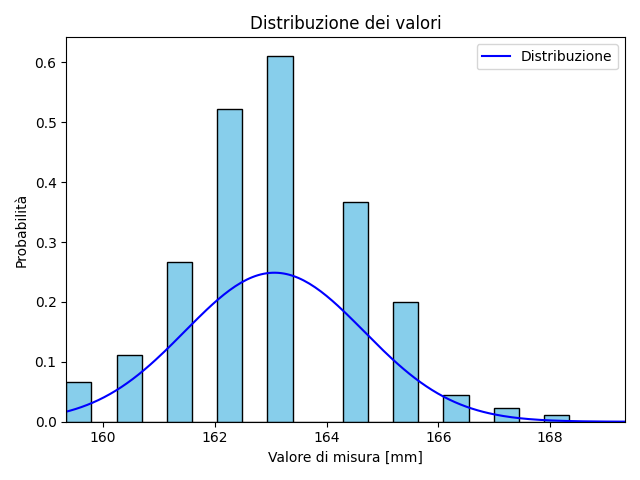 Distribuzione dei valori
Distribuzione
Probabilità
0.6
0.5
0.4
0.3
0.2
0.1
0.0
160 162 164 166 168
Valore di misura [mm]